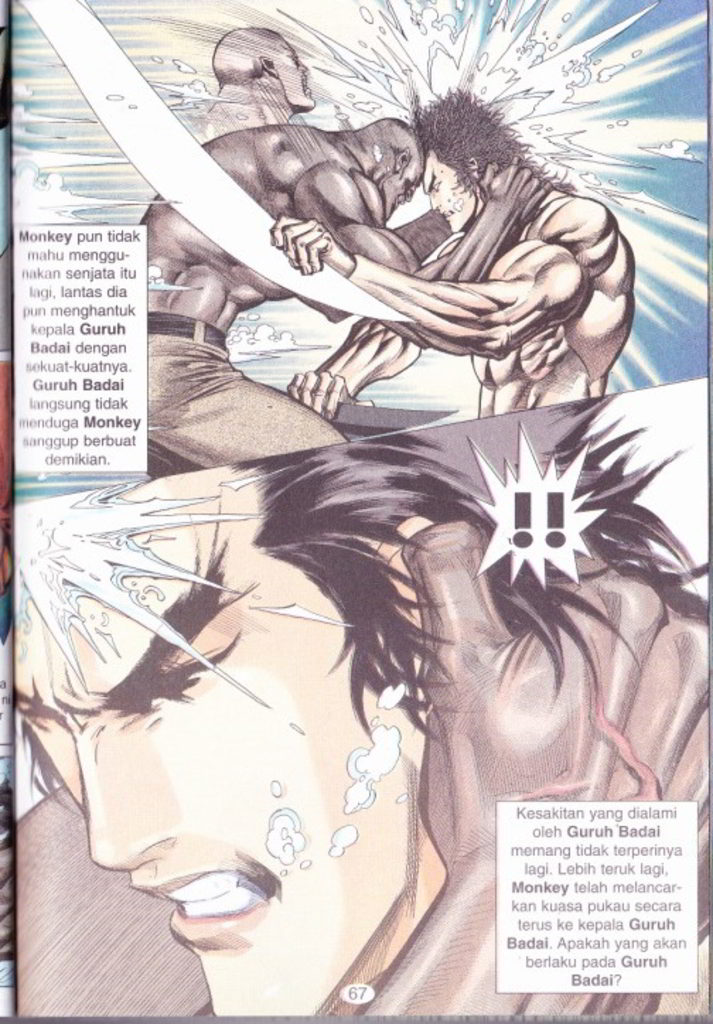 Monkey pun tidak
mahu menggu-
nakan senjata itu
lagi, lantas dia
pun menghantuk
kepala Guruh
Badai dengan
sekuat-kuatnya.
Guruh Badai
langsung tidak
menduga Monkey
sanggup berbuat
demikian.
!!
Kesakitan yang dialami
oleh Guruh Badai
memang tidak terperinya
lagi. Lebih teruk lagi,
Monkey telah melancar-
kan kuasa pukau secara
terus ke kepala Guruh
Badai. Apakah yang akan
berlaku pada Guruh
Badai?
67